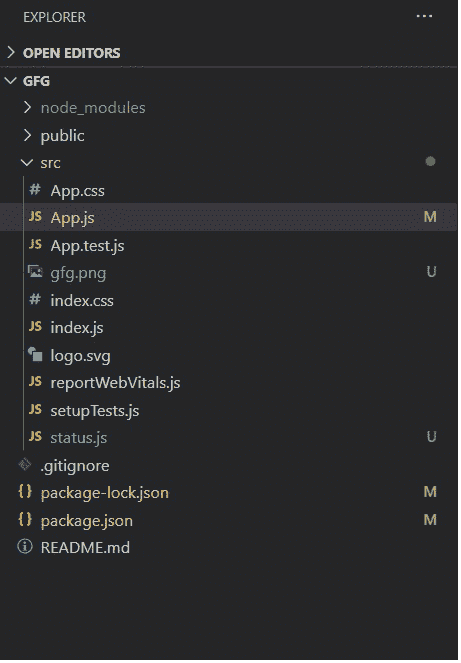 EXPLORER ...
OPEN EDITORS
GFG
node_modules
public
src
# App.css
JS App.js M
JS App.test.js
gfg.png U
# index.css
JS index.js
logo.svg
JS reportWebVitals.js
JS setupTests.js
JS status.js U
.gitignore
{} package-lock.json M
{} package.json M
README.md